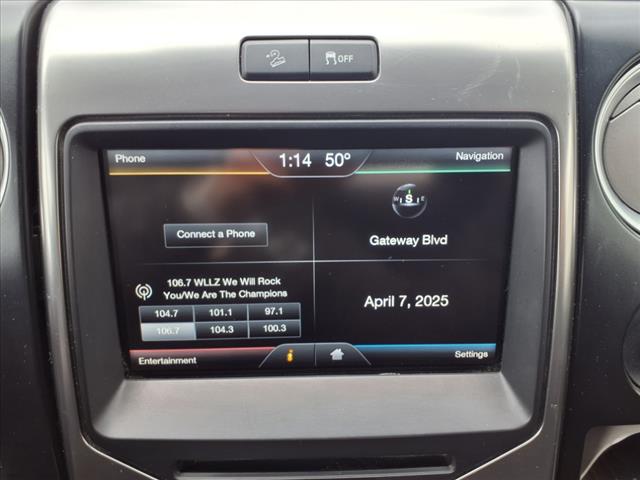 OFF
Phone
1:14 50°
Navigation
W S E
Connect a Phone
Gateway Blvd
106.7 WLLZ We Will Rock
You/We Are The Champions
104.7 101.1 97.1
106.7 104.3 100.3
April 7, 2025
Entertainment
i
Settings